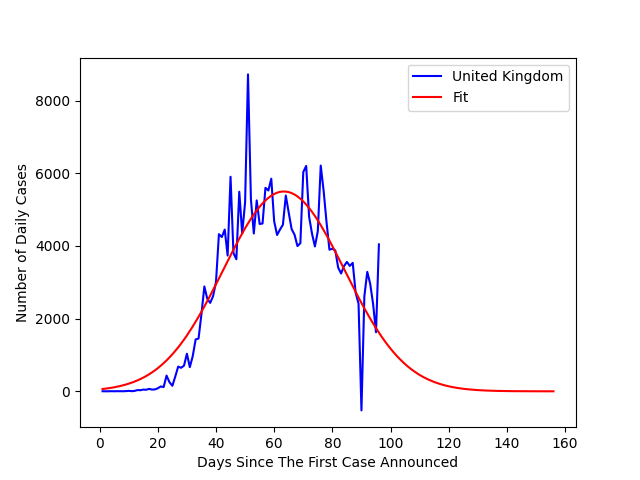 United Kingdom
Fit
Number of Daily Cases
8000
6000
4000
2000
0
0 20 40 60 80 100 120 140 160
Days Since The First Case Announced